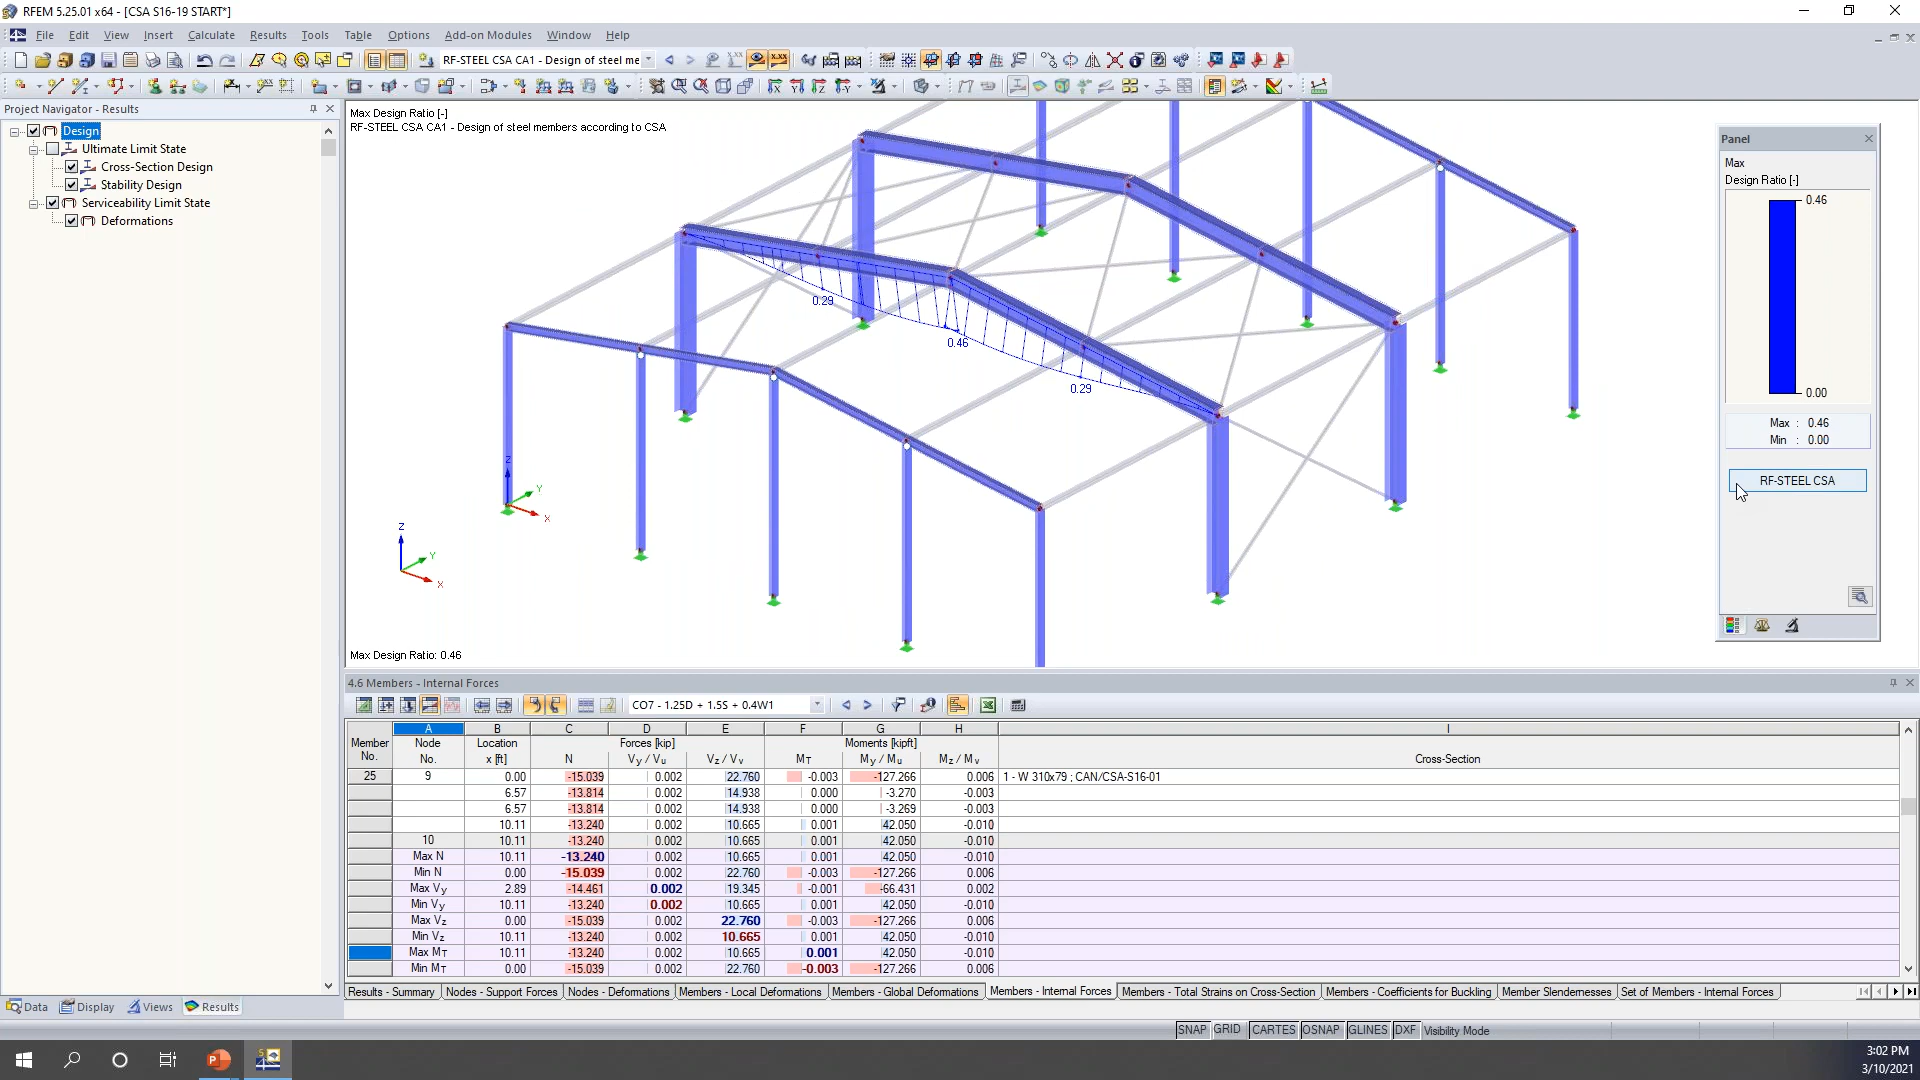 RFEM 5.25.01 x64 - [CSA S16-19 START*]
File Edit View Insert Calculate Results Tools Table Options Add-on Modules Window Help
RF-STEEL CSA CA1 - Design of steel me
Project Navigator - Results
Design
Ultimate Limit State
Cross-Section Design
Stability Design
Serviceability Limit State
Deformations
Max Design Ratio [-]
RF-STEEL CSA CA1 - Design of steel members according to CSA
0.29
0.46
0.29
Z
Y
X
Z
Y
X
Max Design Ratio: 0.46
Panel
Max
Design Ratio [-]
0.46
0.00
Max : 0.46
Min : 0.00
RF-STEEL CSA
4.6 Members - Internal Forces
CO7 - 1.25D + 1.5S + 0.4W1
A B C D E F G H I
Member Node Location Forces [kip] Moments [kipft]
No. No. x [ft] N Vy / Vu Vz / Vv MT My / Mu Mz / Mv Cross-Section
25 9 0.00 -15.039 0.002 22.760 -0.003 -127.266 0.006 1 - W 310x79 ; CAN/CSA-S16-01
6.57 -13.814 0.002 14.938 0.000 -3.270 -0.003
6.57 -13.814 0.002 14.938 0.000 -3.269 -0.003
10.11 -13.240 0.002 10.665 0.001 42.050 -0.010
10 10.11 -13.240 0.002 10.665 0.001 42.050 -0.010
Max N 10.11 -13.240 0.002 10.665 0.001 42.050 -0.010
Min N 0.00 -15.039 0.002 22.760 -0.003 -127.266 0.006
Max Vy 2.89 -14.461 0.002 19.345 -0.001 -66.431 0.002
Min Vy 10.11 -13.240 0.002 10.665 0.001 42.050 -0.010
Max Vz 0.00 -15.039 0.002 22.760 -0.003 -127.266 0.006
Min Vz 10.11 -13.240 0.002 10.665 0.001 42.050 -0.010
Max MT 10.11 -13.240 0.002 10.665 0.001 42.050 -0.010
Min MT 0.00 -15.039 0.002 22.760 -0.003 -127.266 0.006
Results - Summary Nodes - Support Forces Nodes - Deformations Members - Local Deformations Members - Global Deformations Members - Internal Forces Members - Total Strains on Cross-Section Members - Coefficients for Buckling Member Slendernesses Set of Members - Internal Forces
Data Display Views Results
SNAP GRID CARTES OSNAP GLINES DXF Visibility Mode
3:02 PM
3/10/2021